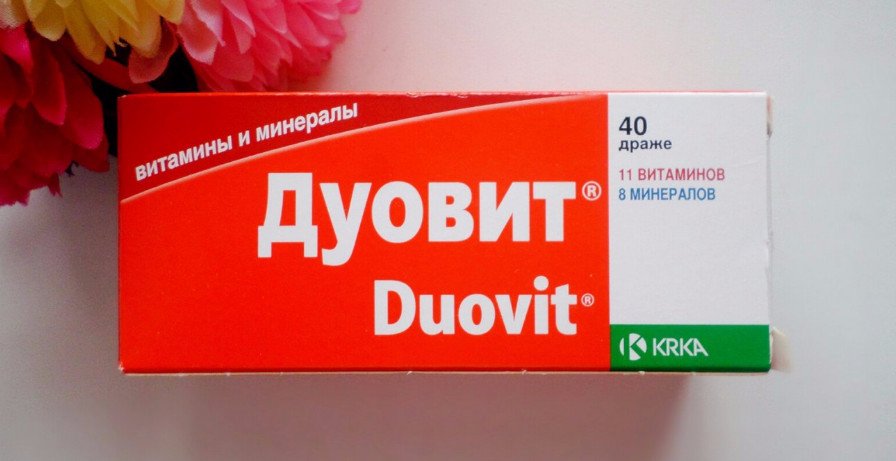 витамины и минералы
Дуовит®
Duovit®
40
драже
11 ВИТАМИНОВ
8 МИНЕРАЛОВ
KRKA